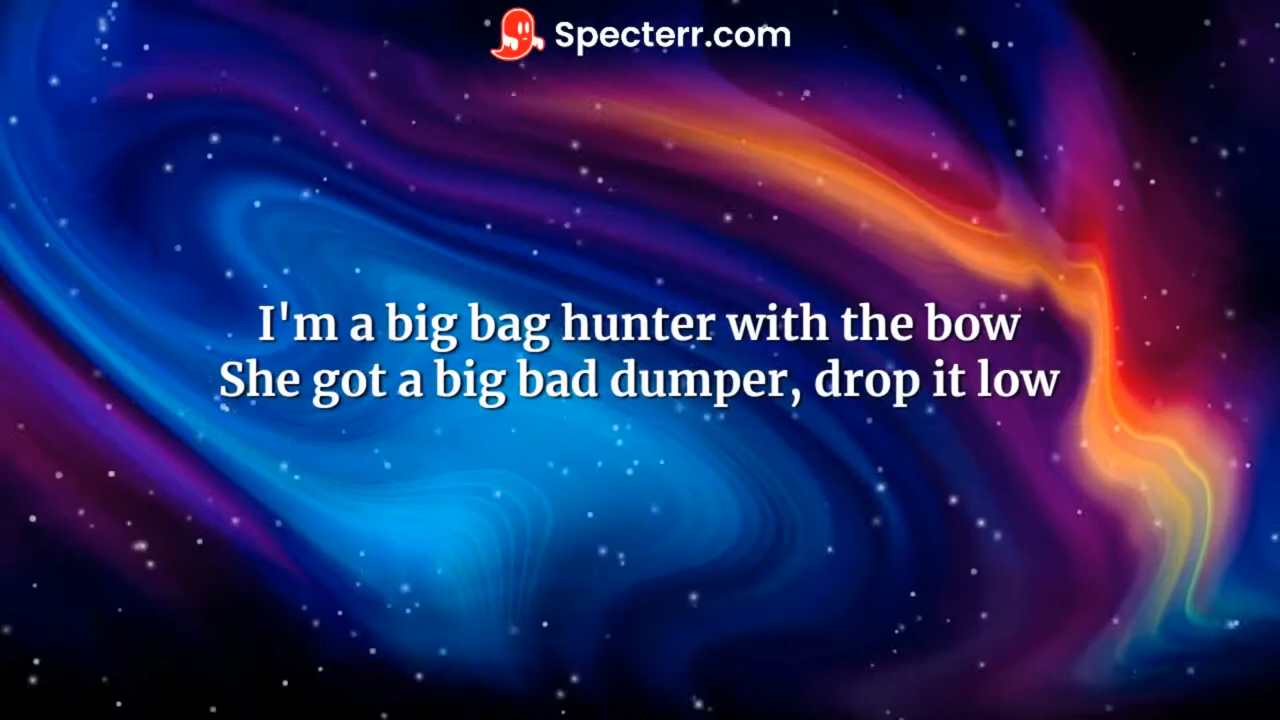 Specterr.com
I'm a big bag hunter with the bow
She got a big bad dumper, drop it low